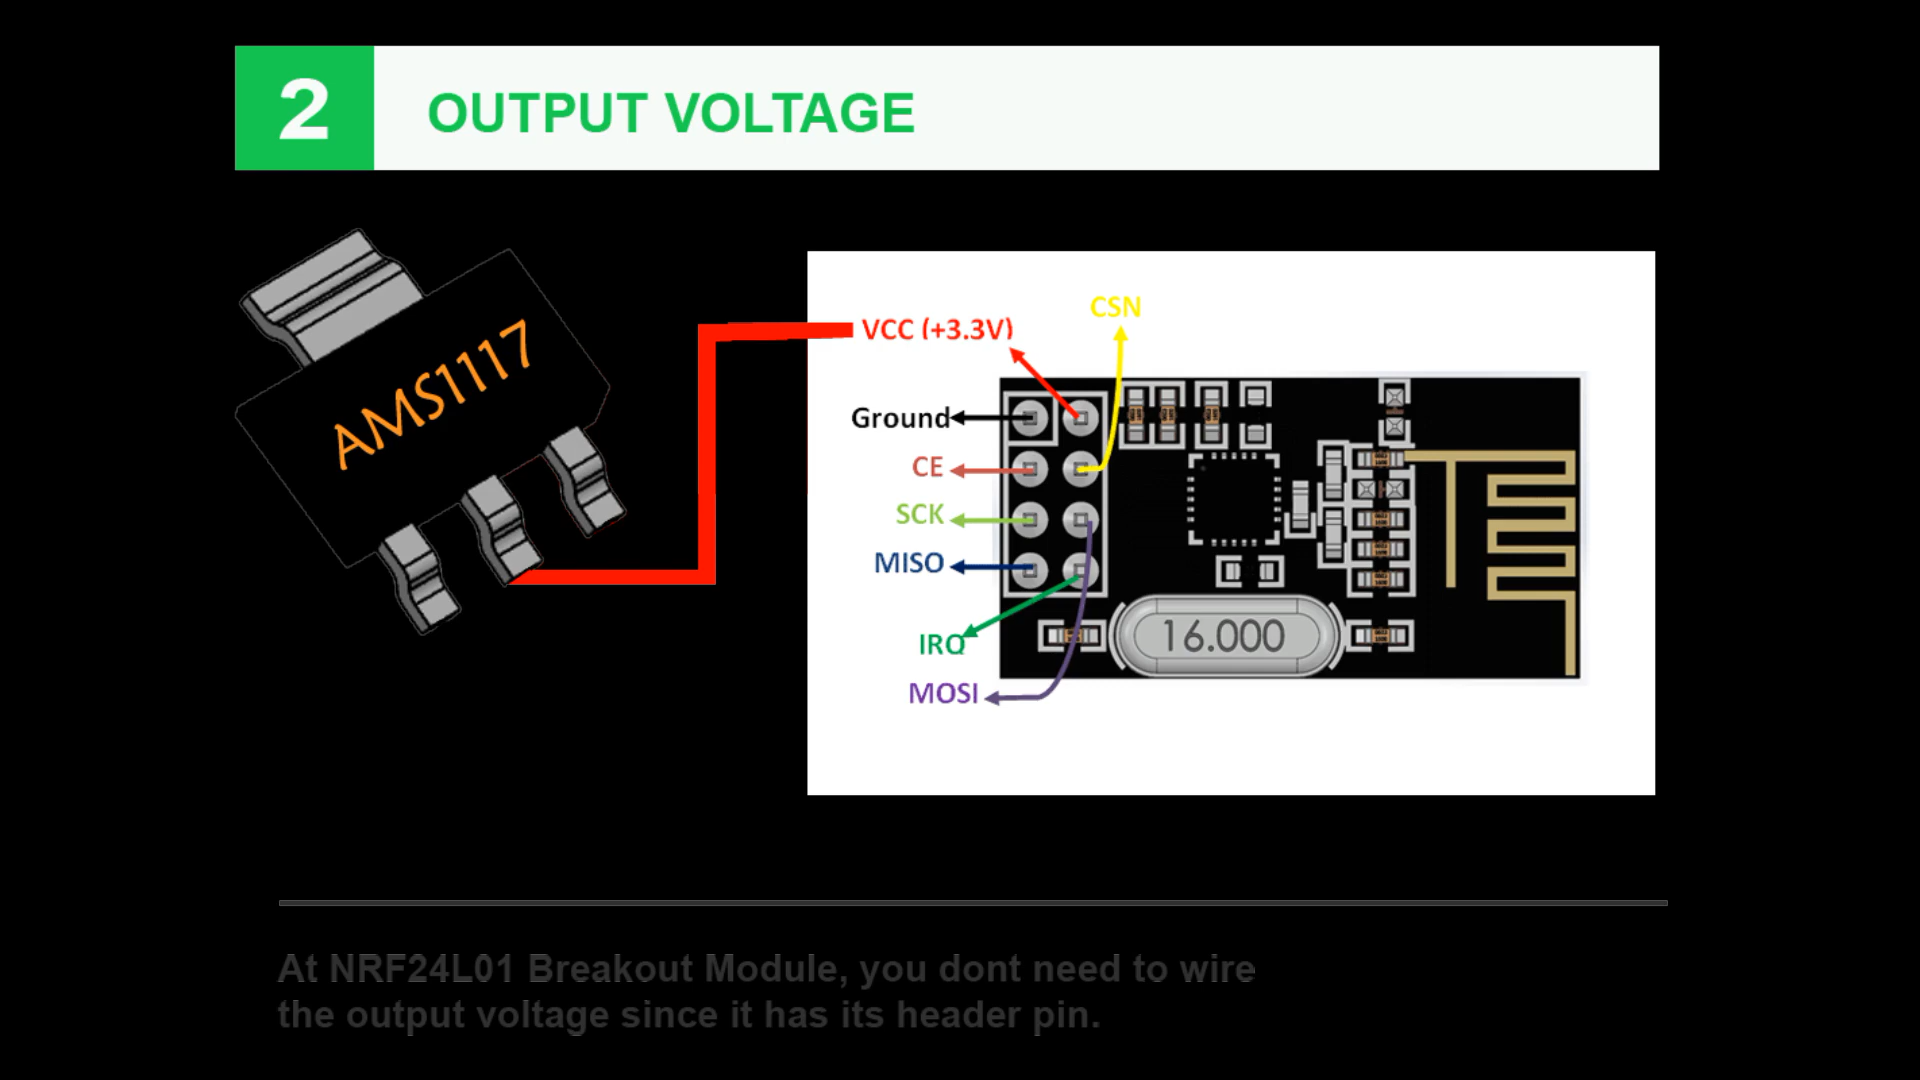 2 OUTPUT VOLTAGE
AMS1117
VCC (+3.3V)
CSN
Ground
CE
SCK
MISO
IRQ
MOSI
16.000
At NRF24L01 Breakout Module, you dont need to wire
the output voltage since it has its header pin.